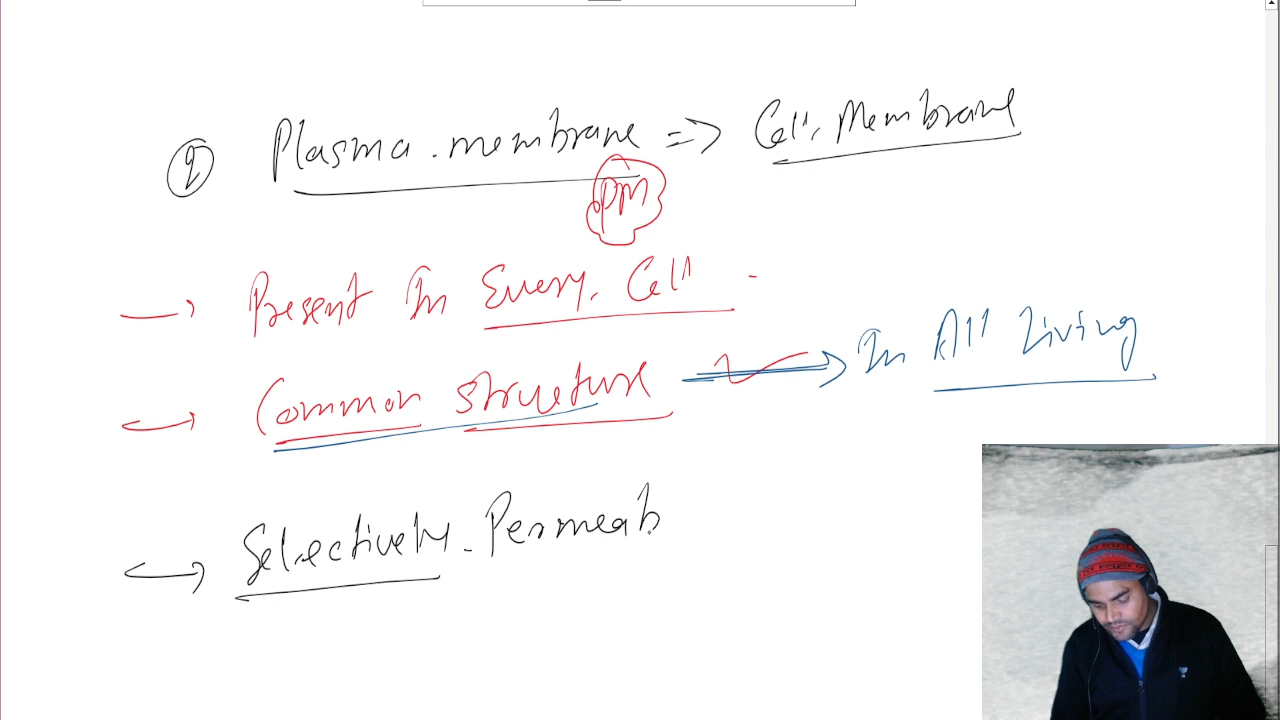 ② Plasma membrane => Cell Membrane
PM
→ Present In Every Cell
→ Common structure → In All Living
→ Selectively Permeab